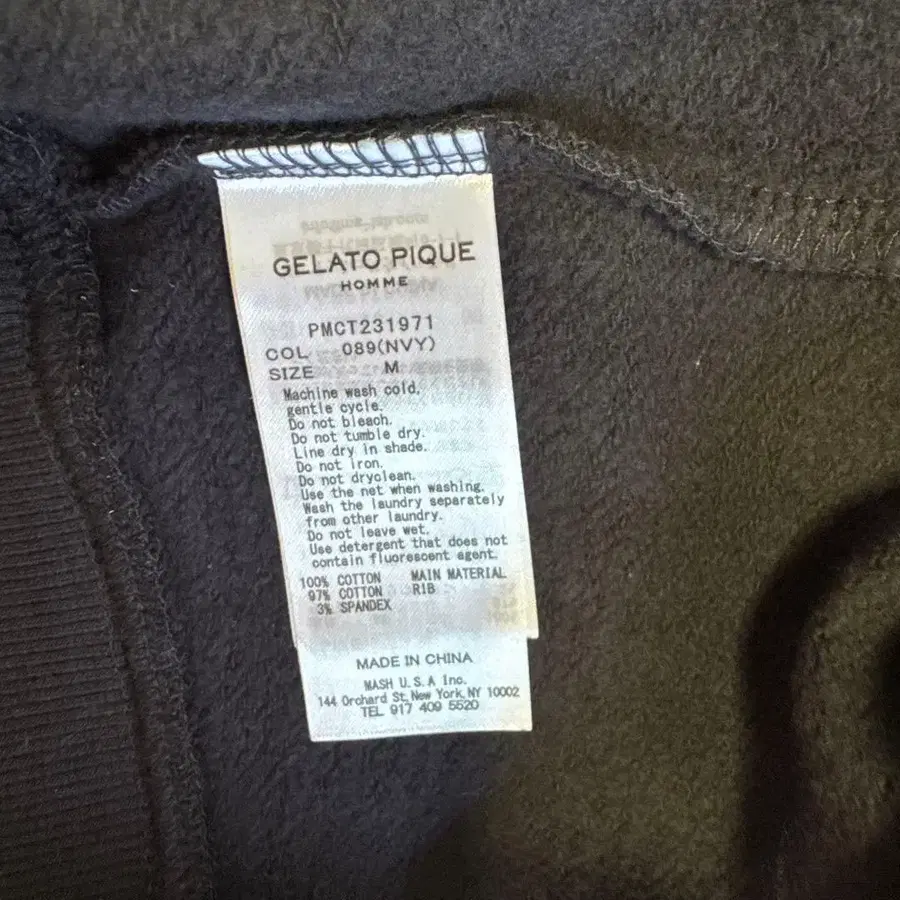 GELATO PIQUE
HOMME
PMCT231971
COL 089(NVY)
SIZE M
Machine wash cold,
gentle cycle.
Do not bleach.
Do not tumble dry.
Line dry in shade.
Do not iron.
Do not dryclean.
Use the net when washing.
Wash the laundry separately
from other laundry.
Do not leave wet.
Use detergent that does not
contain fluorescent agent.
100% COTTON MAIN MATERIAL
97% COTTON RIB
3% SPANDEX
MADE IN CHINA
MASH U.S.A Inc.
144 Orchard St, New York, NY 10002
TEL 917 409 5520